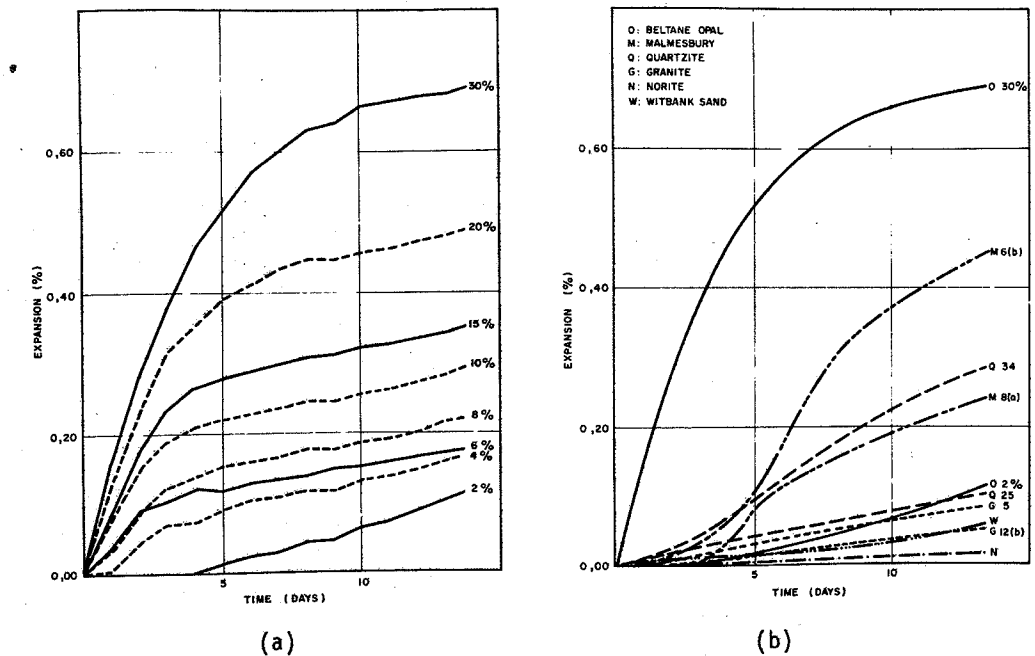 30%
0,60
20%
0,40
15%
10%
0,20
8%
6%
4%
2%
0,00
5
10
EXPANSION (%)
TIME (DAYS)
(a)
O: BELTANE OPAL
M: MALMESBURY
Q: QUARTZITE
G: GRANITE
N: NORITE
W: WITBANK SAND
O 30%
0,60
M 6(b)
0,40
Q 34
M 8(a)
0,20
O 2%
Q 25
G 5
W
G 12(b)
N
0,00
5
10
EXPANSION (%)
TIME (DAYS)
(b)